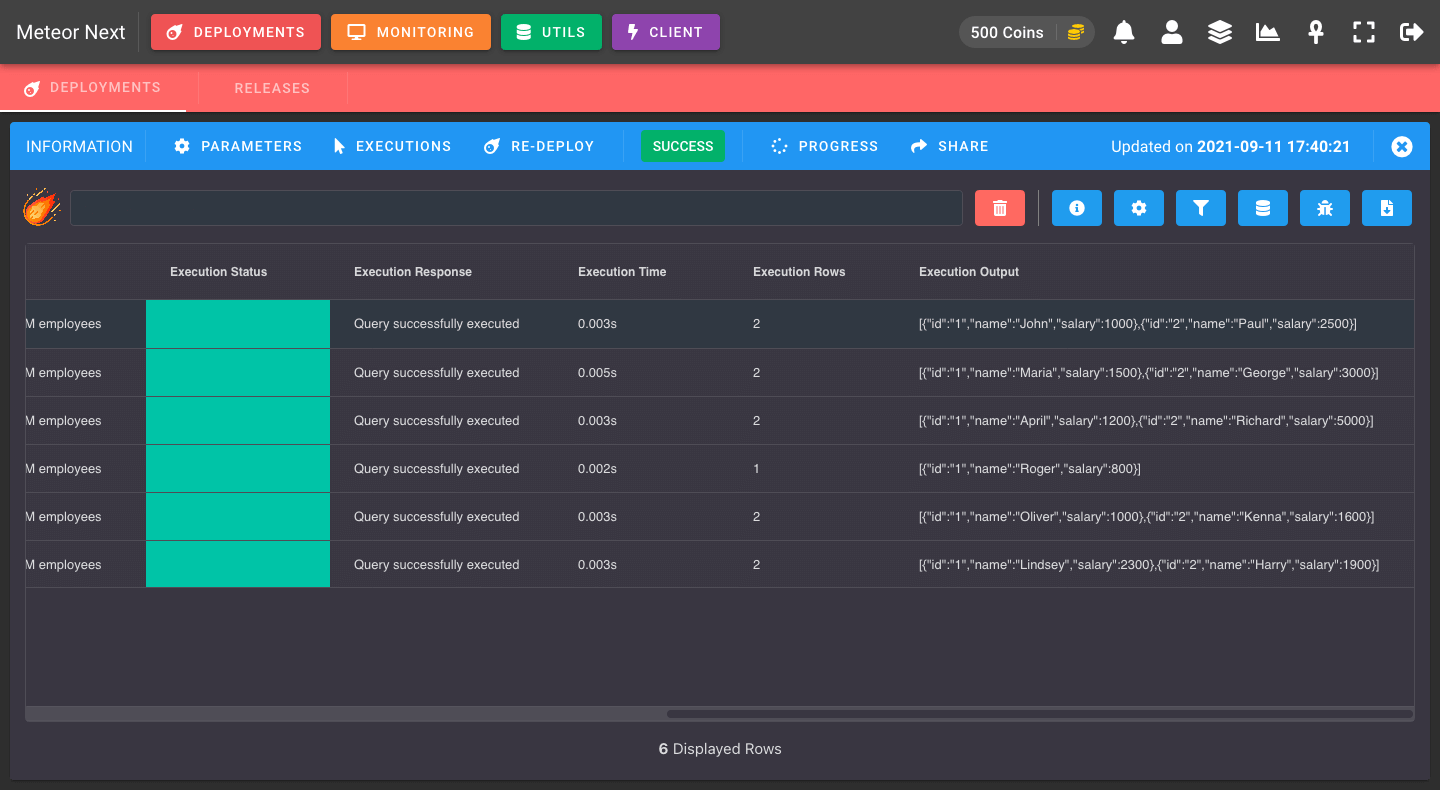 Meteor Next DEPLOYMENTS MONITORING UTILS CLIENT 500 Coins
DEPLOYMENTS RELEASES
INFORMATION PARAMETERS EXECUTIONS RE-DEPLOY SUCCESS PROGRESS SHARE Updated on 2021-09-11 17:40:21
Execution Status Execution Response Execution Time Execution Rows Execution Output
M employees Query successfully executed 0.003s 2 [{"id":"1","name":"John","salary":1000},{"id":"2","name":"Paul","salary":2500}]
M employees Query successfully executed 0.005s 2 [{"id":"1","name":"Maria","salary":1500},{"id":"2","name":"George","salary":3000}]
M employees Query successfully executed 0.003s 2 [{"id":"1","name":"April","salary":1200},{"id":"2","name":"Richard","salary":5000}]
M employees Query successfully executed 0.002s 1 [{"id":"1","name":"Roger","salary":800}]
M employees Query successfully executed 0.003s 2 [{"id":"1","name":"Oliver","salary":1000},{"id":"2","name":"Kenna","salary":1600}]
M employees Query successfully executed 0.003s 2 [{"id":"1","name":"Lindsey","salary":2300},{"id":"2","name":"Harry","salary":1900}]
6 Displayed Rows